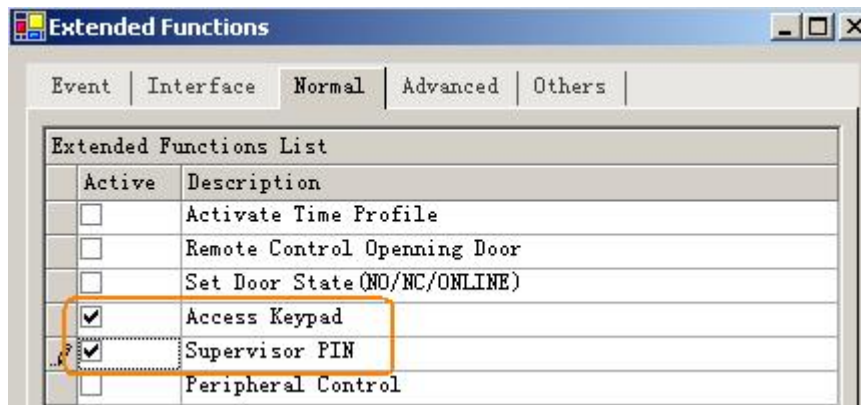 Extended Functions
Event | Interface Normal | Advanced | Others |
Extended Functions List
Active Description
Activate Time Profile
Remote Control Openning Door
Set Door State(NO/NC/ONLINE)
Access Keypad
Supervisor PIN
Peripheral Control